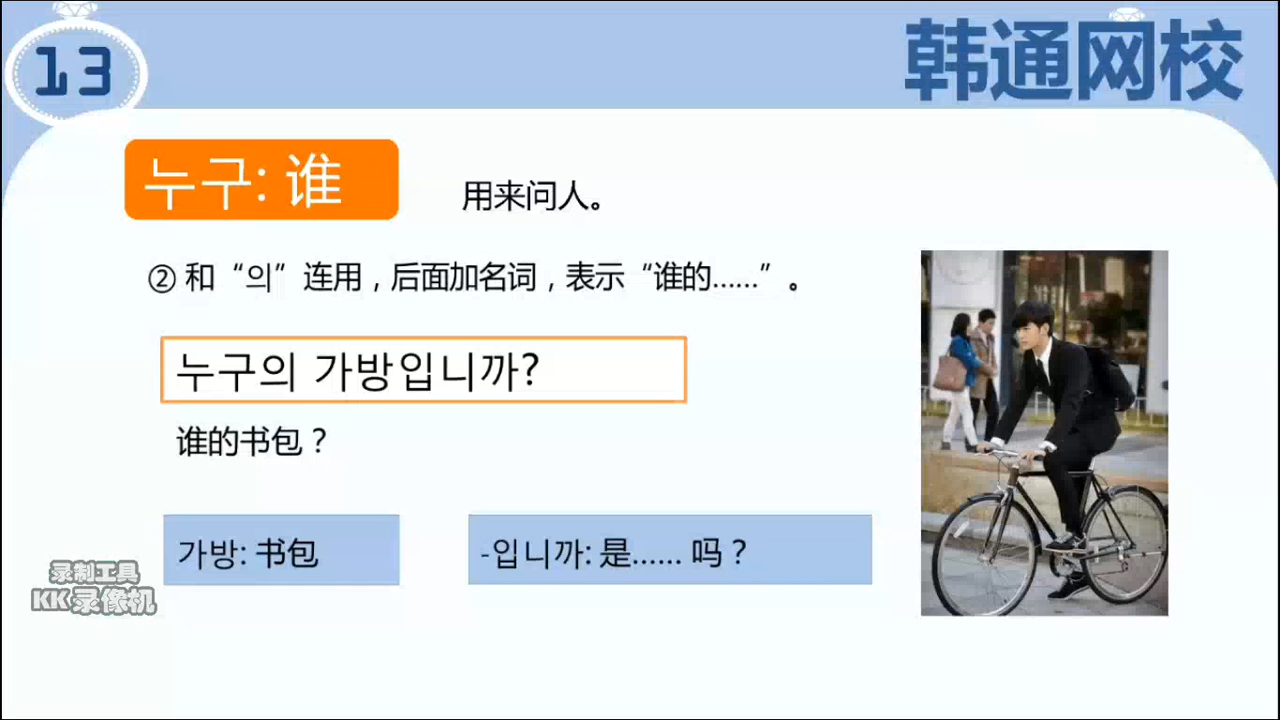 13
韩通网校
누구: 谁
用来问人。
② 和“의”连用，后面加名词，表示“谁的……”。
누구의 가방입니까?
谁的书包？
가방: 书包
-입니까: 是…… 吗？
录制工具
KK录像机